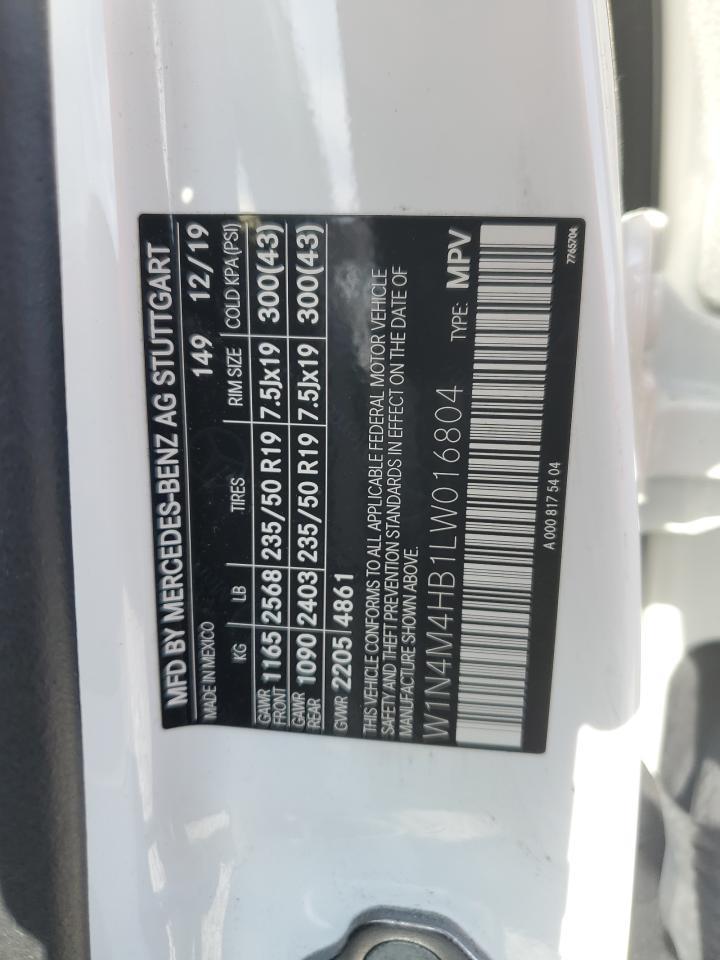 MFD BY MERCEDES-BENZ AG STUTTGART
MADE IN MEXICO 149 12/19
KG LB TIRES RIM SIZE COLD KPA(PSI)
GAWR FRONT 1165 2568 235/50 R19 7.5Jx19 300(43)
GAWR REAR 1090 2403 235/50 R19 7.5Jx19 300(43)
GVWR 2205 4861
THIS VEHICLE CONFORMS TO ALL APPLICABLE FEDERAL MOTOR VEHICLE
SAFETY AND THEFT PREVENTION STANDARDS IN EFFECT ON THE DATE OF
MANUFACTURE SHOWN ABOVE.
W1N4M4HB1LW016804 TYPE: MPV
A 000 817 54 04 7765704